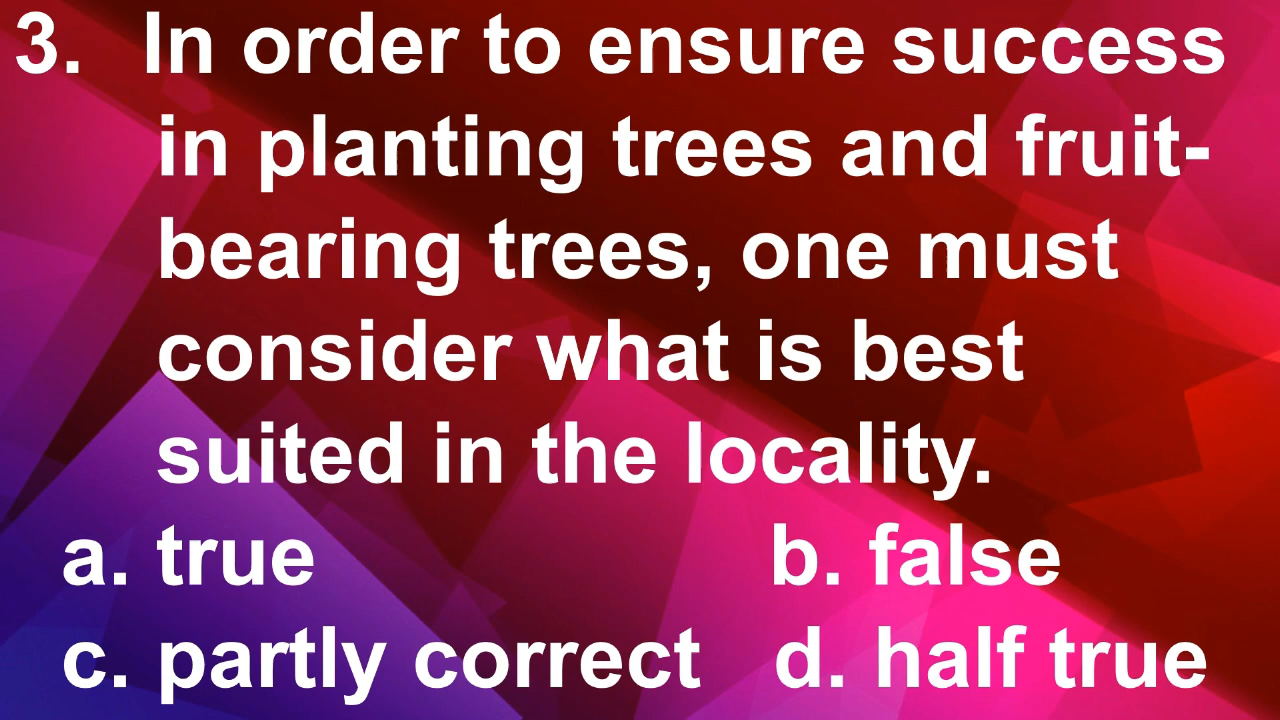 3. In order to ensure success
in planting trees and fruit-
bearing trees, one must
consider what is best
suited in the locality.
a. true b. false
c. partly correct d. half true